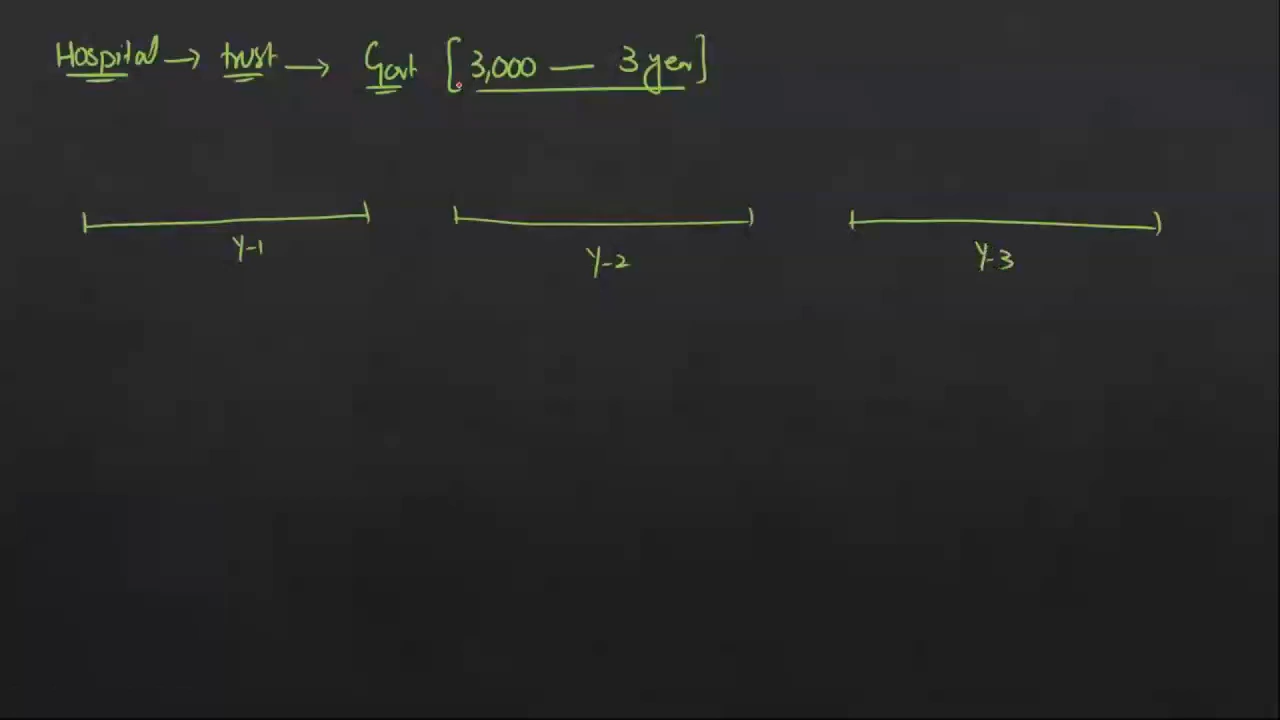 Hospital → trust → Govt [3,000 — 3 year]
Y-1
Y-2
Y-3